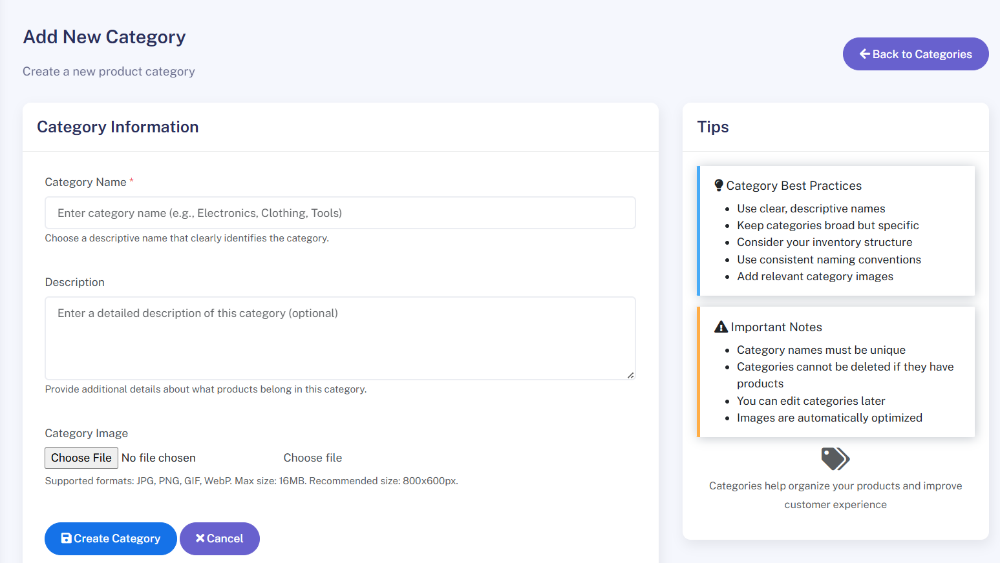 Add New Category
Create a new product category
Back to Categories
Category Information
Category Name *
Enter category name (e.g., Electronics, Clothing, Tools)
Choose a descriptive name that clearly identifies the category.
Description
Enter a detailed description of this category (optional)
Provide additional details about what products belong in this category.
Category Image
Choose File No file chosen Choose file
Supported formats: JPG, PNG, GIF, WebP. Max size: 16MB. Recommended size: 800x600px.
Create Category Cancel
Tips
Category Best Practices
Use clear, descriptive names
Keep categories broad but specific
Consider your inventory structure
Use consistent naming conventions
Add relevant category images
Important Notes
Category names must be unique
Categories cannot be deleted if they have
products
You can edit categories later
Images are automatically optimized
Categories help organize your products and improve
customer experience